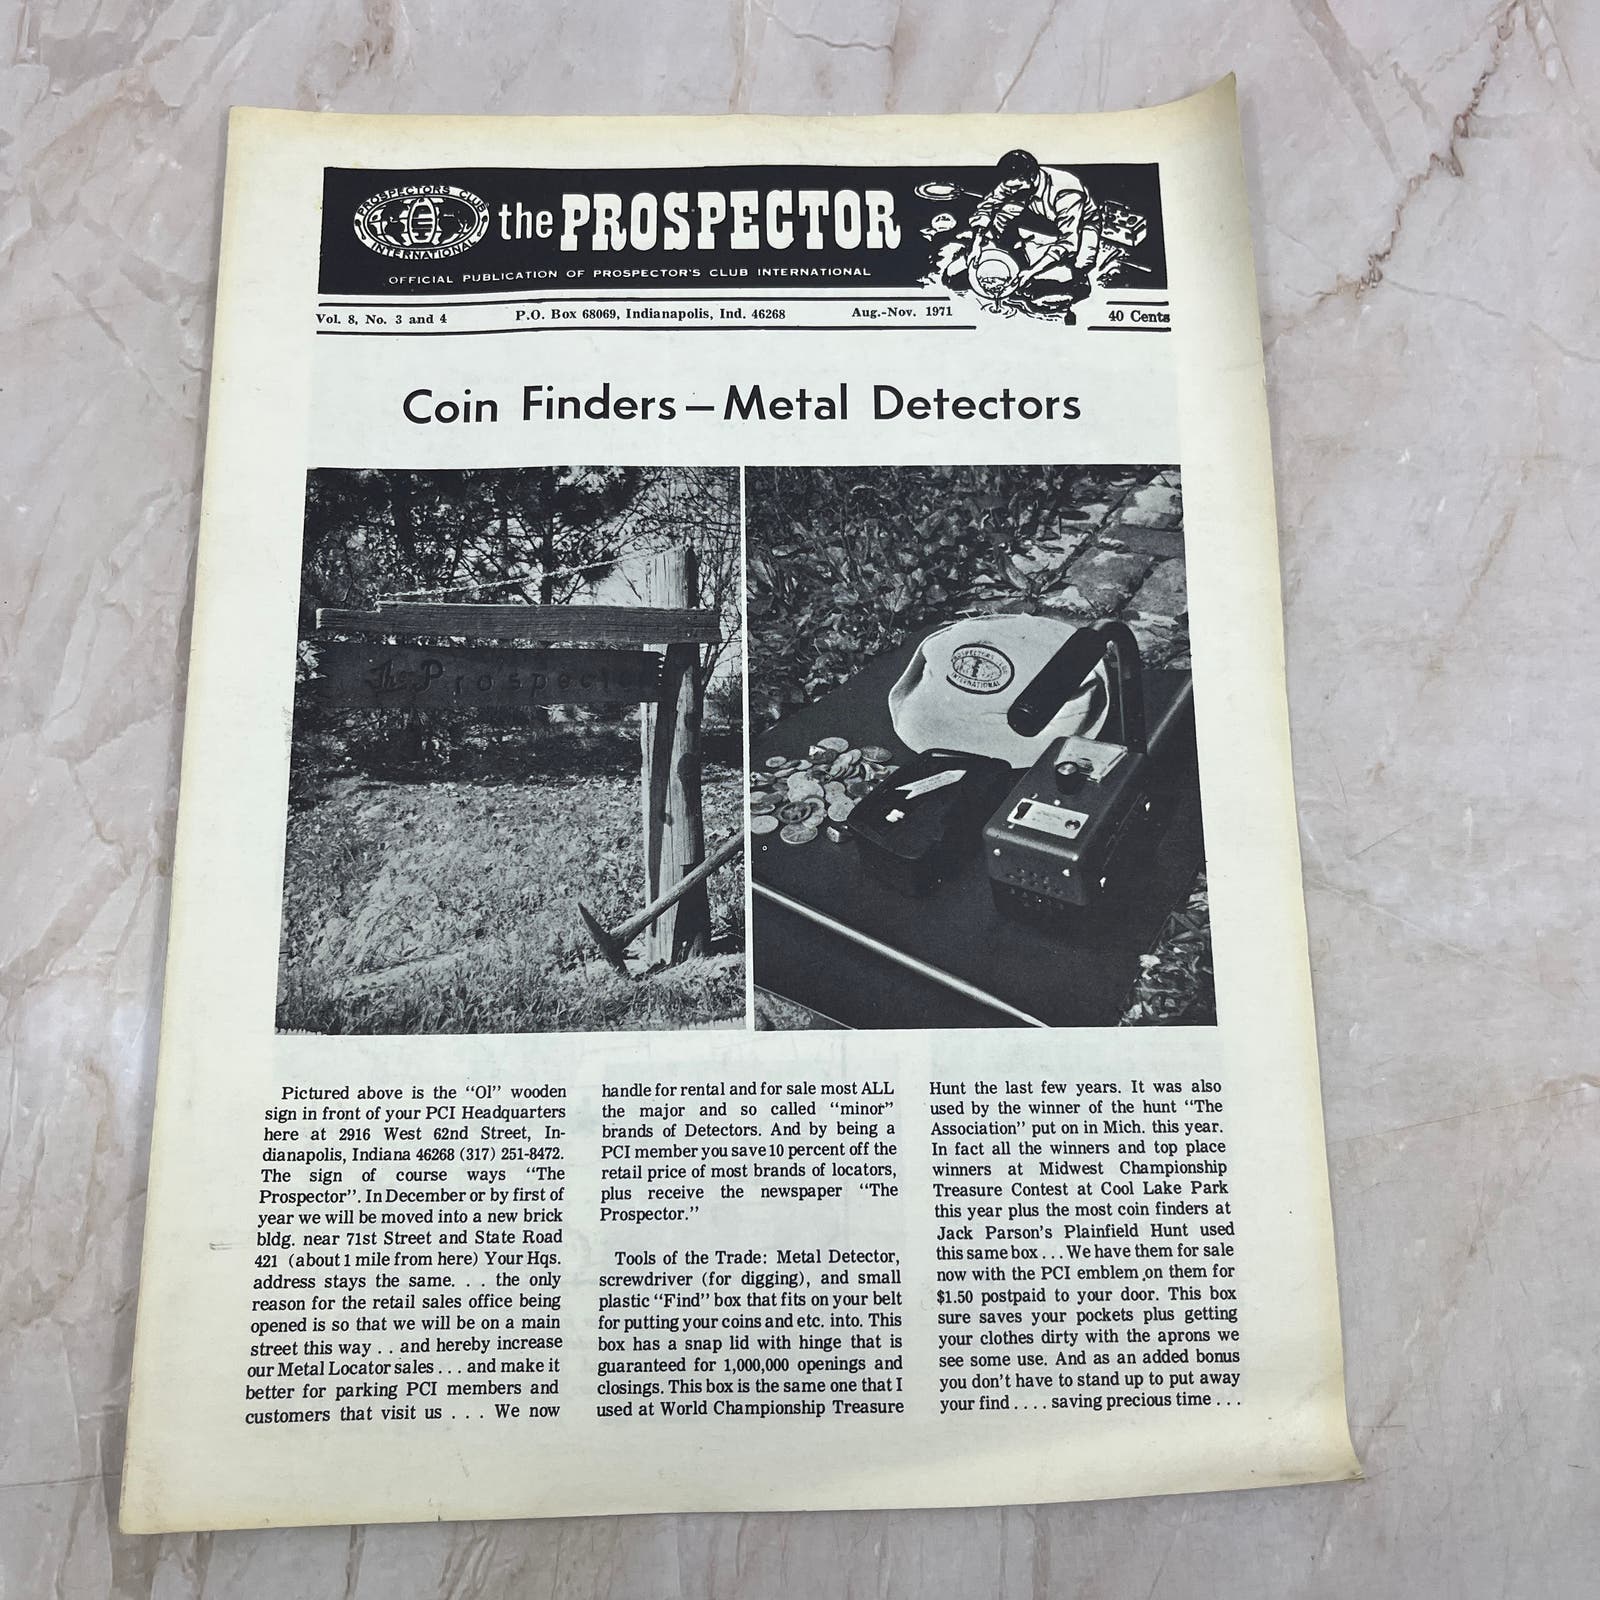 PROSPECTORS CLUB
INTERNATIONAL
the PROSPECTOR
OFFICIAL PUBLICATION OF PROSPECTOR'S CLUB INTERNATIONAL
Vol. 8, No. 3 and 4
P.O. Box 68069, Indianapolis, Ind. 46268
Aug.-Nov. 1971
40 Cents
Coin Finders – Metal Detectors
The Prospector
PROSPECTORS CLUB
INTERNATIONAL
Pictured above is the "Ol" wooden
sign in front of your PCI Headquarters
here at 2916 West 62nd Street, In-
dianapolis, Indiana 46268 (317) 251-8472.
The sign of course ways "The
Prospector". In December or by first of
year we will be moved into a new brick
bldg. near 71st Street and State Road
421 (about 1 mile from here) Your Hqs.
address stays the same. . . the only
reason for the retail sales office being
opened is so that we will be on a main
street this way . . and hereby increase
our Metal Locator sales . . . and make it
better for parking PCI members and
customers that visit us . . . We now
handle for rental and for sale most ALL
the major and so called "minor"
brands of Detectors. And by being a
PCI member you save 10 percent off the
retail price of most brands of locators,
plus receive the newspaper "The
Prospector."
Tools of the Trade: Metal Detector,
screwdriver (for digging), and small
plastic "Find" box that fits on your belt
for putting your coins and etc. into. This
box has a snap lid with hinge that is
guaranteed for 1,000,000 openings and
closings. This box is the same one that I
used at World Championship Treasure
Hunt the last few years. It was also
used by the winner of the hunt "The
Association" put on in Mich. this year.
In fact all the winners and top place
winners at Midwest Championship
Treasure Contest at Cool Lake Park
this year plus the most coin finders at
Jack Parson's Plainfield Hunt used
this same box . . . We have them for sale
now with the PCI emblem on them for
$1.50 postpaid to your door. This box
sure saves your pockets plus getting
your clothes dirty with the aprons we
see some use. And as an added bonus
you don't have to stand up to put away
your find . . . . saving precious time . . .